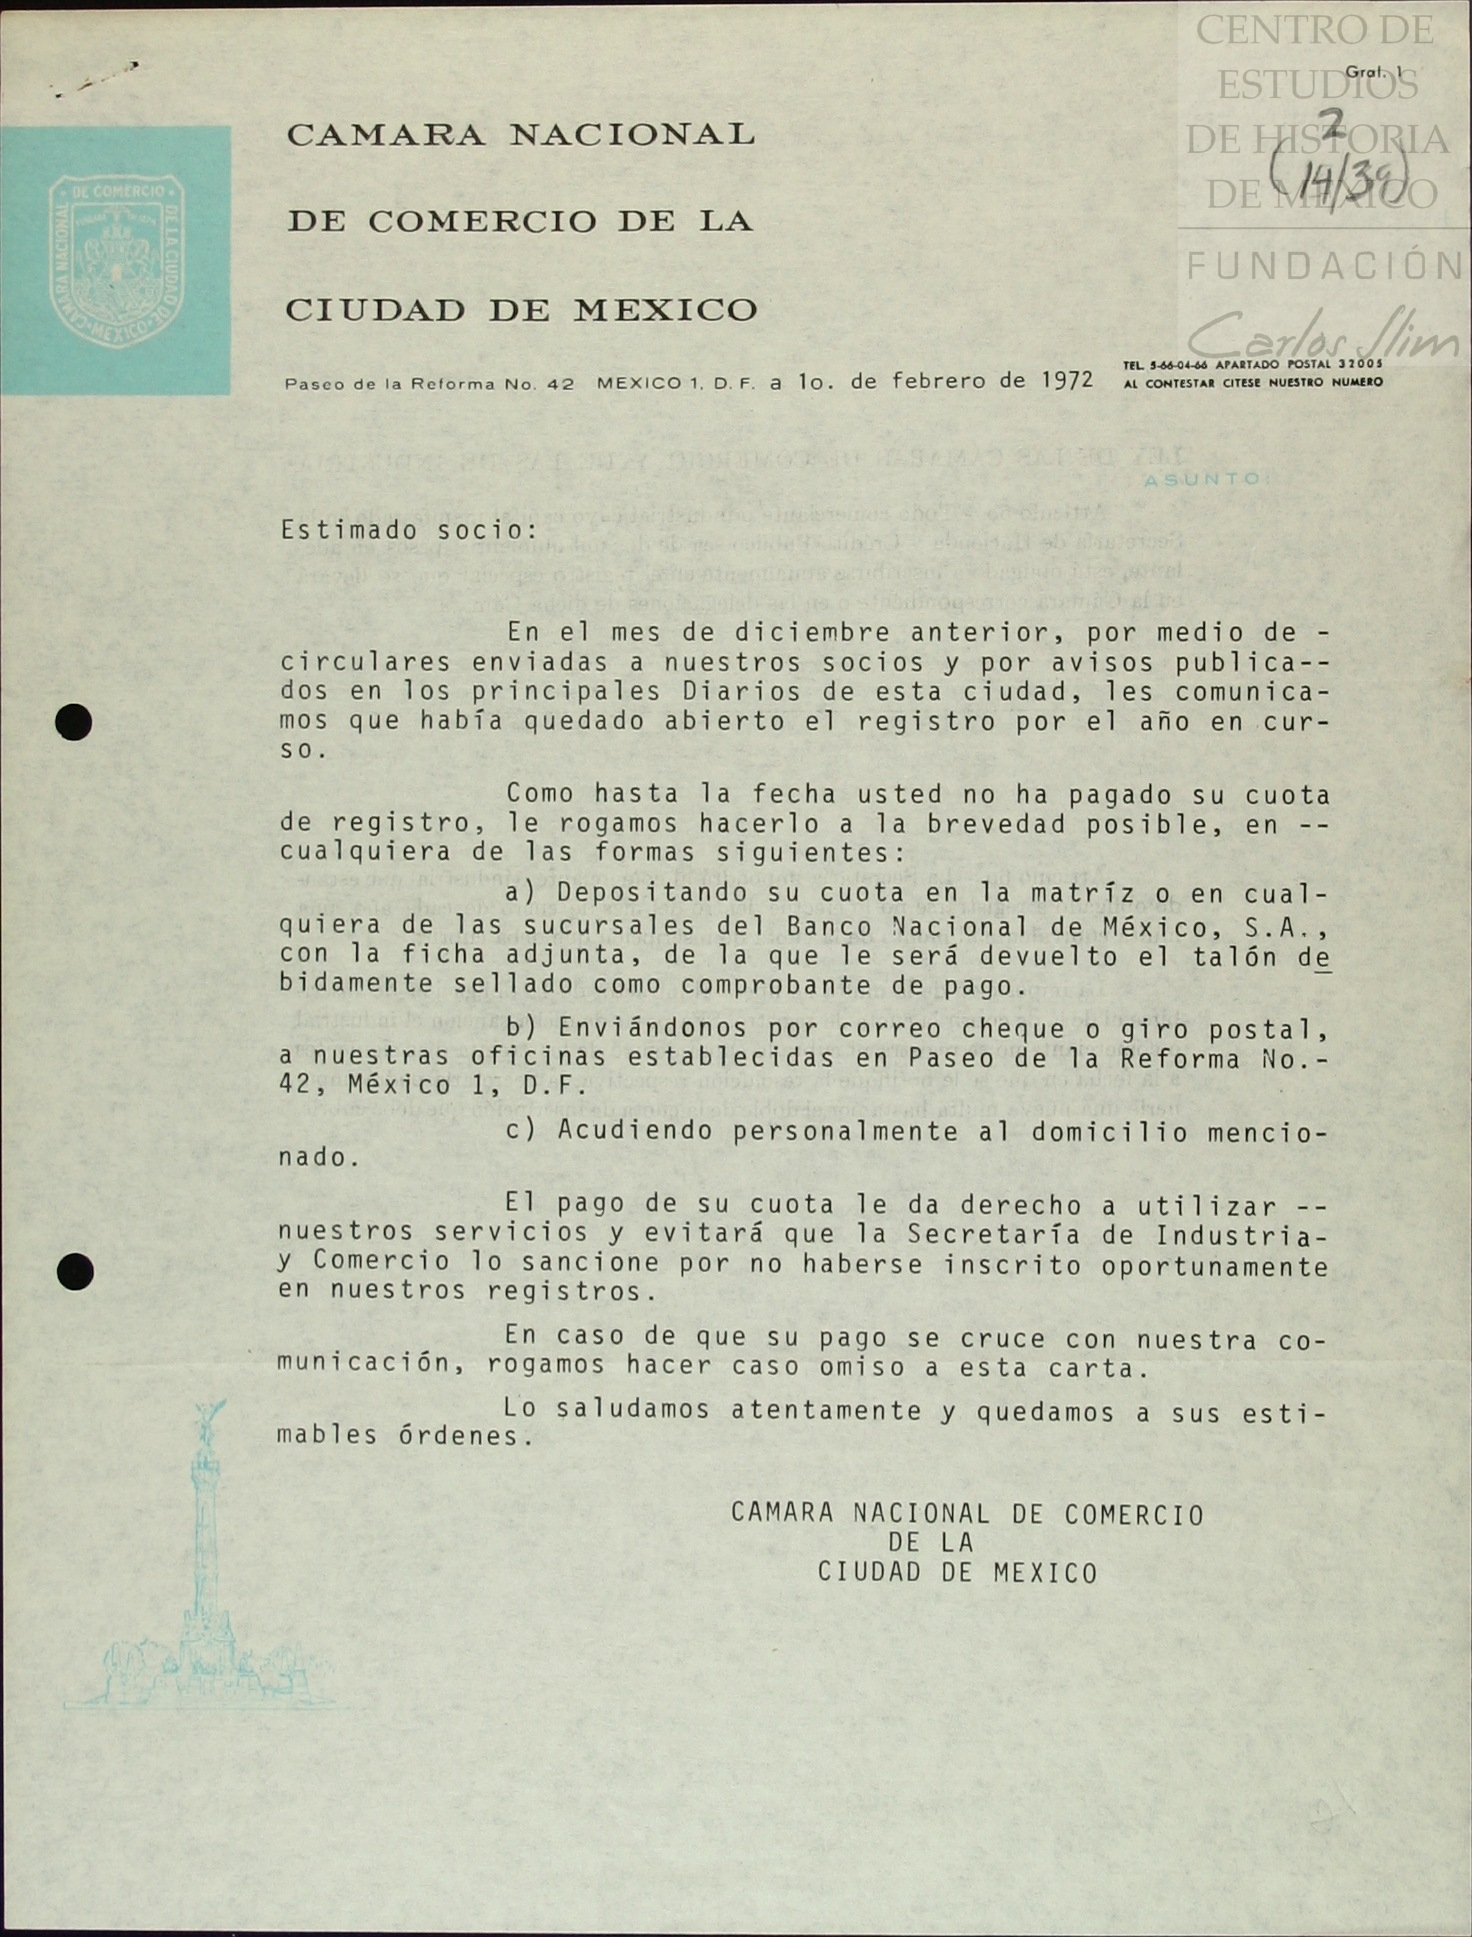 CENTRO DE
ESTUDIOS
DE HISTORIA
DE MEXICO
FUNDACIÓN
Carlos Slim
Graf. 1
2
(14/39)
DE COMERCIO
DE LA CIUDAD DE
MEXICO
CAMARA NACIONAL
CAMARA NACIONAL
DE COMERCIO DE LA
CIUDAD DE MEXICO
Paseo de la Reforma No. 42 MEXICO 1, D. F. a 1o. de febrero de 1972
TEL. 5-66-04-66 APARTADO POSTAL 32005
AL CONTESTAR CITESE NUESTRO NUMERO
ASUNTO:
Estimado socio:
En el mes de diciembre anterior, por medio de -
circulares enviadas a nuestros socios y por avisos publica--
dos en los principales Diarios de esta ciudad, les comunica-
mos que había quedado abierto el registro por el año en cur-
so.
Como hasta la fecha usted no ha pagado su cuota
de registro, le rogamos hacerlo a la brevedad posible, en --
cualquiera de las formas siguientes:
a) Depositando su cuota en la matríz o en cual-
quiera de las sucursales del Banco Nacional de México, S.A.,
con la ficha adjunta, de la que le será devuelto el talón de
bidamente sellado como comprobante de pago.
b) Enviándonos por correo cheque o giro postal,
a nuestras oficinas establecidas en Paseo de la Reforma No.-
42, México 1, D.F.
c) Acudiendo personalmente al domicilio mencio-
nado.
El pago de su cuota le da derecho a utilizar --
nuestros servicios y evitará que la Secretaría de Industria-
y Comercio lo sancione por no haberse inscrito oportunamente
en nuestros registros.
En caso de que su pago se cruce con nuestra co-
municación, rogamos hacer caso omiso a esta carta.
Lo saludamos atentamente y quedamos a sus esti-
mables órdenes.
CAMARA NACIONAL DE COMERCIO
DE LA
CIUDAD DE MEXICO